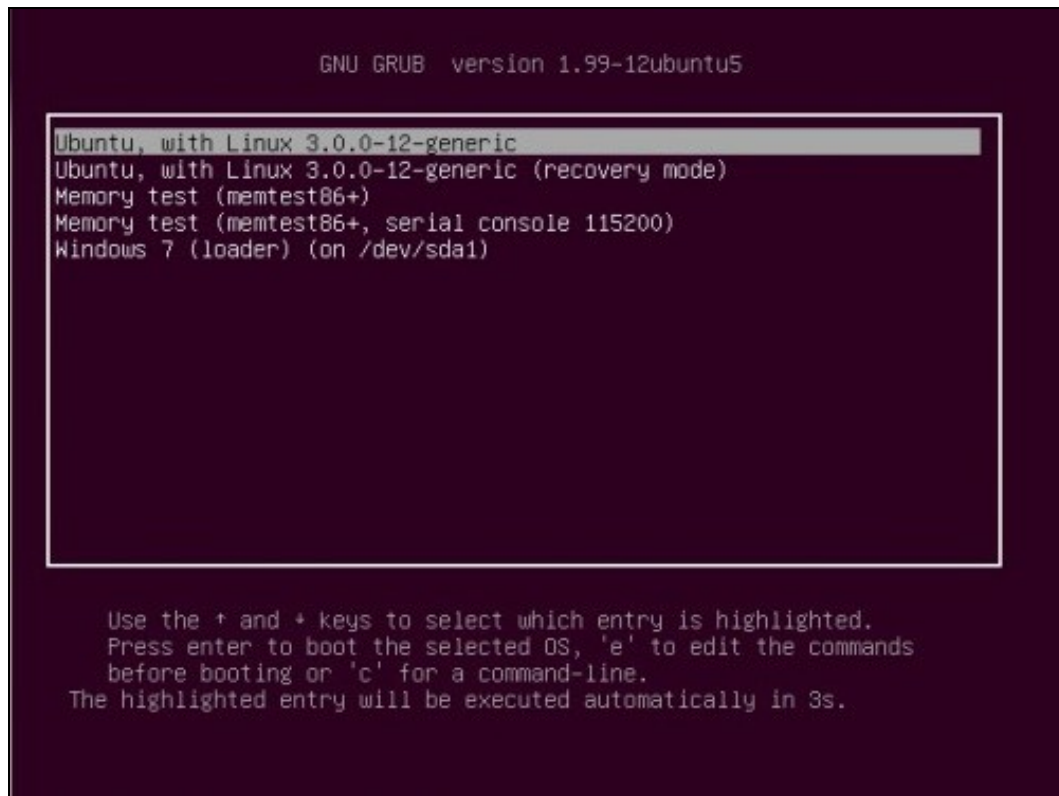 GNU GRUB  version 1.99-12ubuntu5
Ubuntu, with Linux 3.0.0-12-generic
Ubuntu, with Linux 3.0.0-12-generic (recovery mode)
Memory test (memtest86+)
Memory test (memtest86+, serial console 115200)
Windows 7 (loader) (on /dev/sda1)
Use the ↑ and ↓ keys to select which entry is highlighted.
Press enter to boot the selected OS, 'e' to edit the commands
before booting or 'c' for a command-line.
The highlighted entry will be executed automatically in 3s.